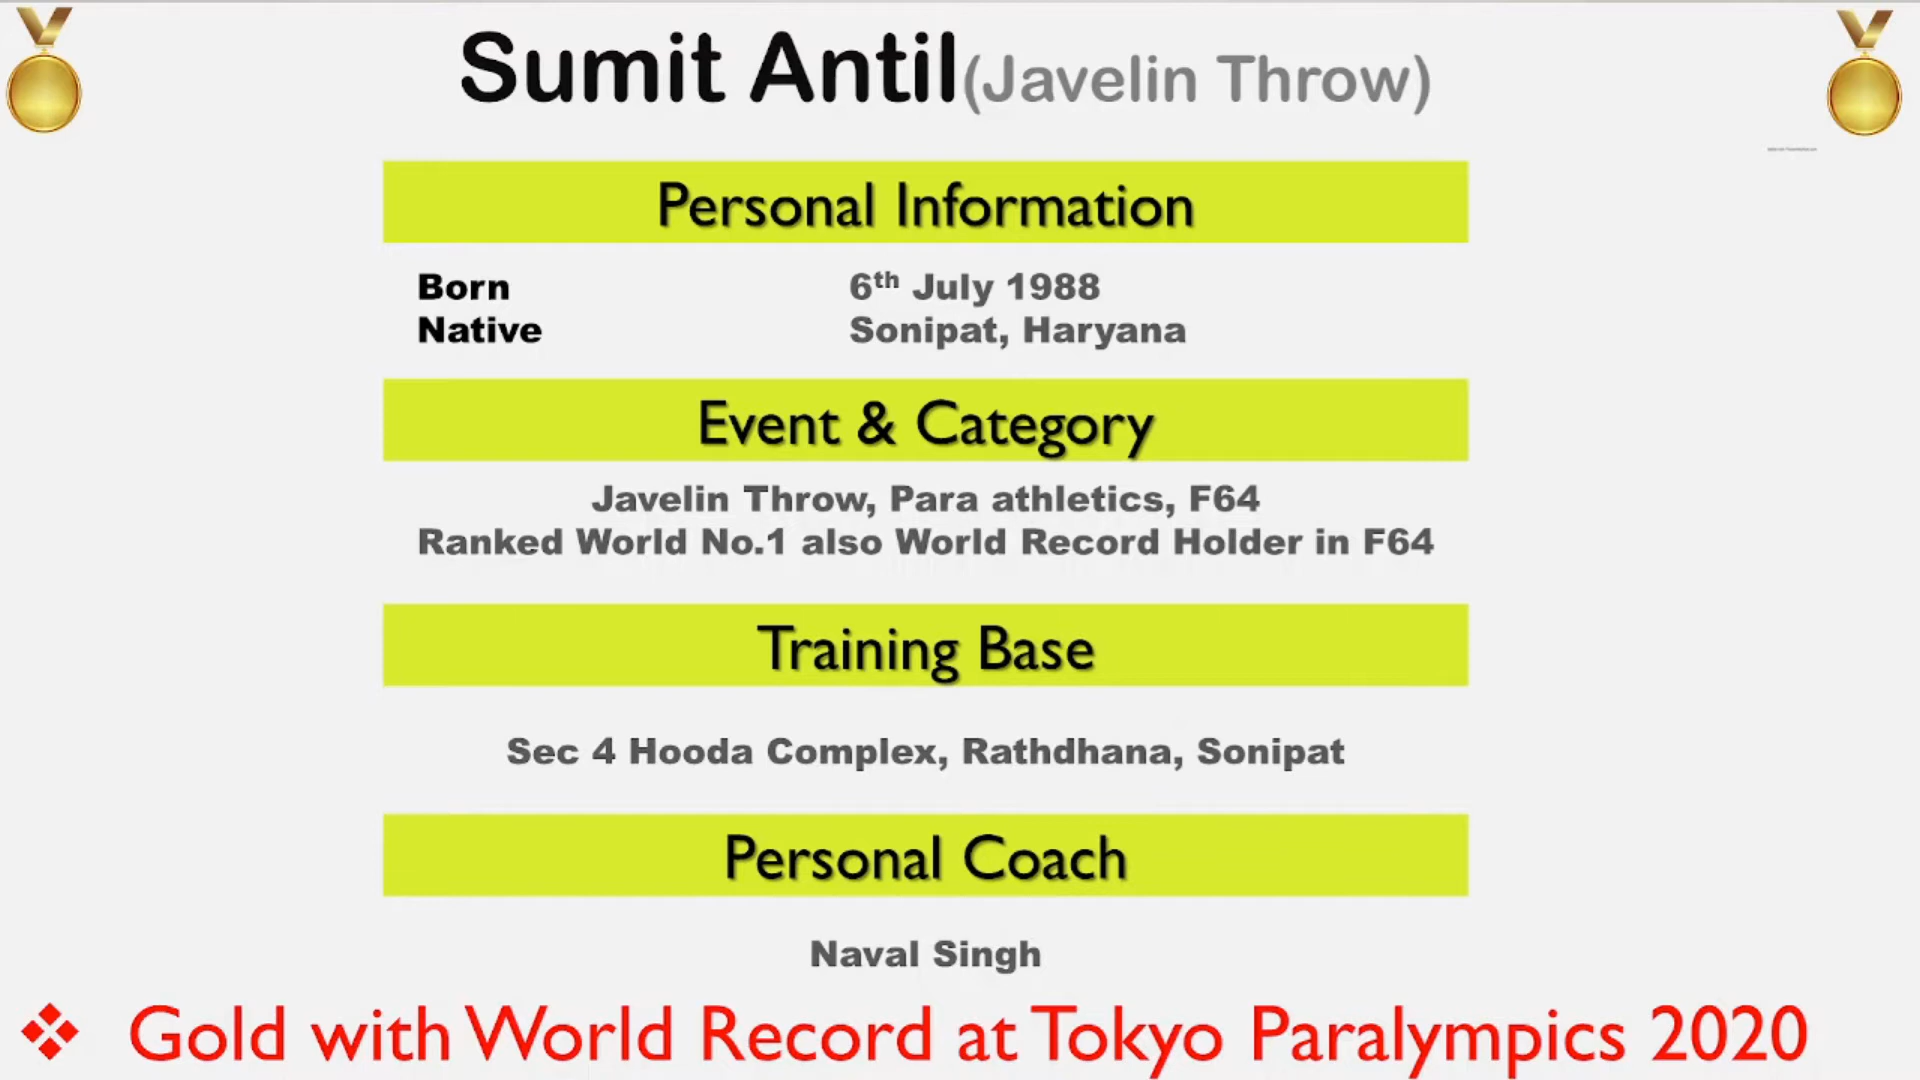 Sumit Antil(Javelin Throw)
Personal Information
Born 6th July 1988
Native Sonipat, Haryana
Event & Category
Javelin Throw, Para athletics, F64
Ranked World No.1 also World Record Holder in F64
Training Base
Sec 4 Hooda Complex, Rathdhana, Sonipat
Personal Coach
Naval Singh
❖ Gold with World Record at Tokyo Paralympics 2020